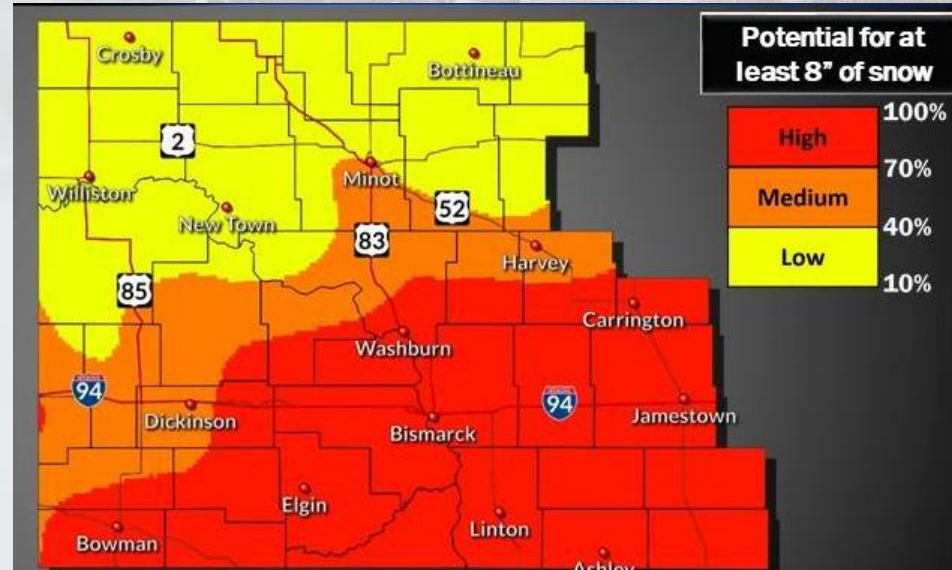 Potential for at
least 8” of snow
100%
High
70%
Medium
40%
Low
10%
Crosby
Bottineau
2
Minot
Williston
New Town
52
83
Harvey
85
Carrington
Washburn
94
Dickinson
94
Jamestown
Bismarck
Elgin
Linton
Bowman
Ashley